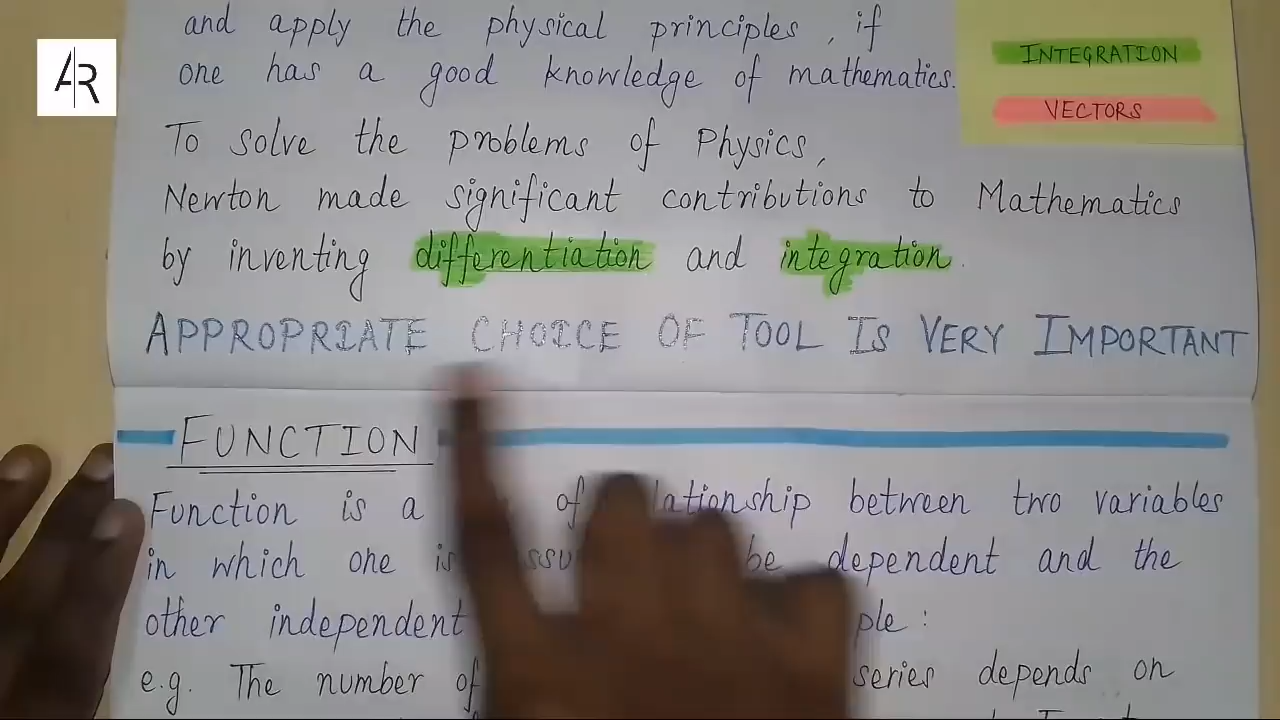 and apply the physical principles, if
one has a good knowledge of mathematics.
To solve the problems of Physics,
Newton made significant contributions to Mathematics
by inventing differentiation and integration.
APPROPRIATE CHOICE OF TOOL IS VERY IMPORTANT
FUNCTION
Function is a of between two variables
in which one is be dependent and the
other independent
e.g. The number of series depends on
INTEGRATION
VECTORS
AR